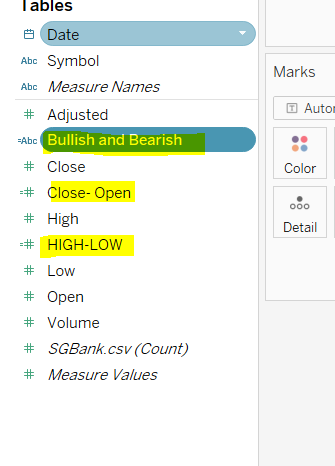 Tables
Date
Abc Symbol
Abc Measure Names
# Adjusted
=Abc Bullish and Bearish
# Close
=# Close- Open
# High
=# HIGH-LOW
# Low
# Open
# Volume
# SGBank.csv (Count)
# Measure Values
Marks
Color
Detail